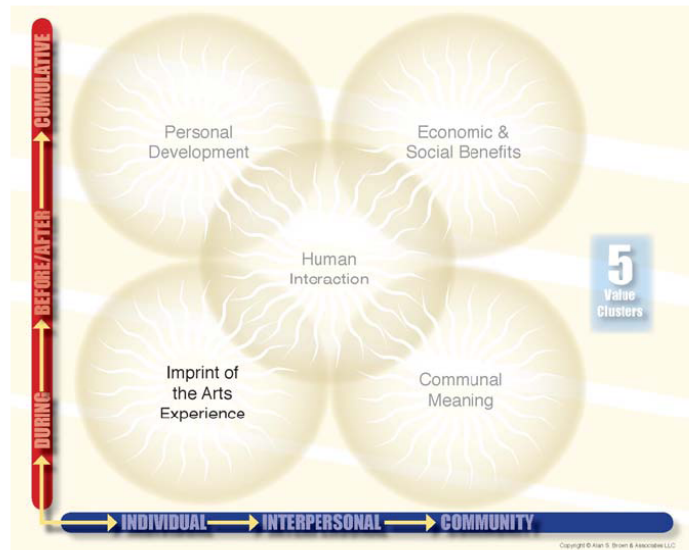 CUMULATIVE
BEFORE/AFTER
DURING
Personal
Development
Economic &
Social Benefits
Human
Interaction
5
Value
Clusters
Imprint of
the Arts
Experience
Communal
Meaning
INDIVIDUAL
INTERPERSONAL
COMMUNITY
Copyright © Alan S. Brown & Associates LLC